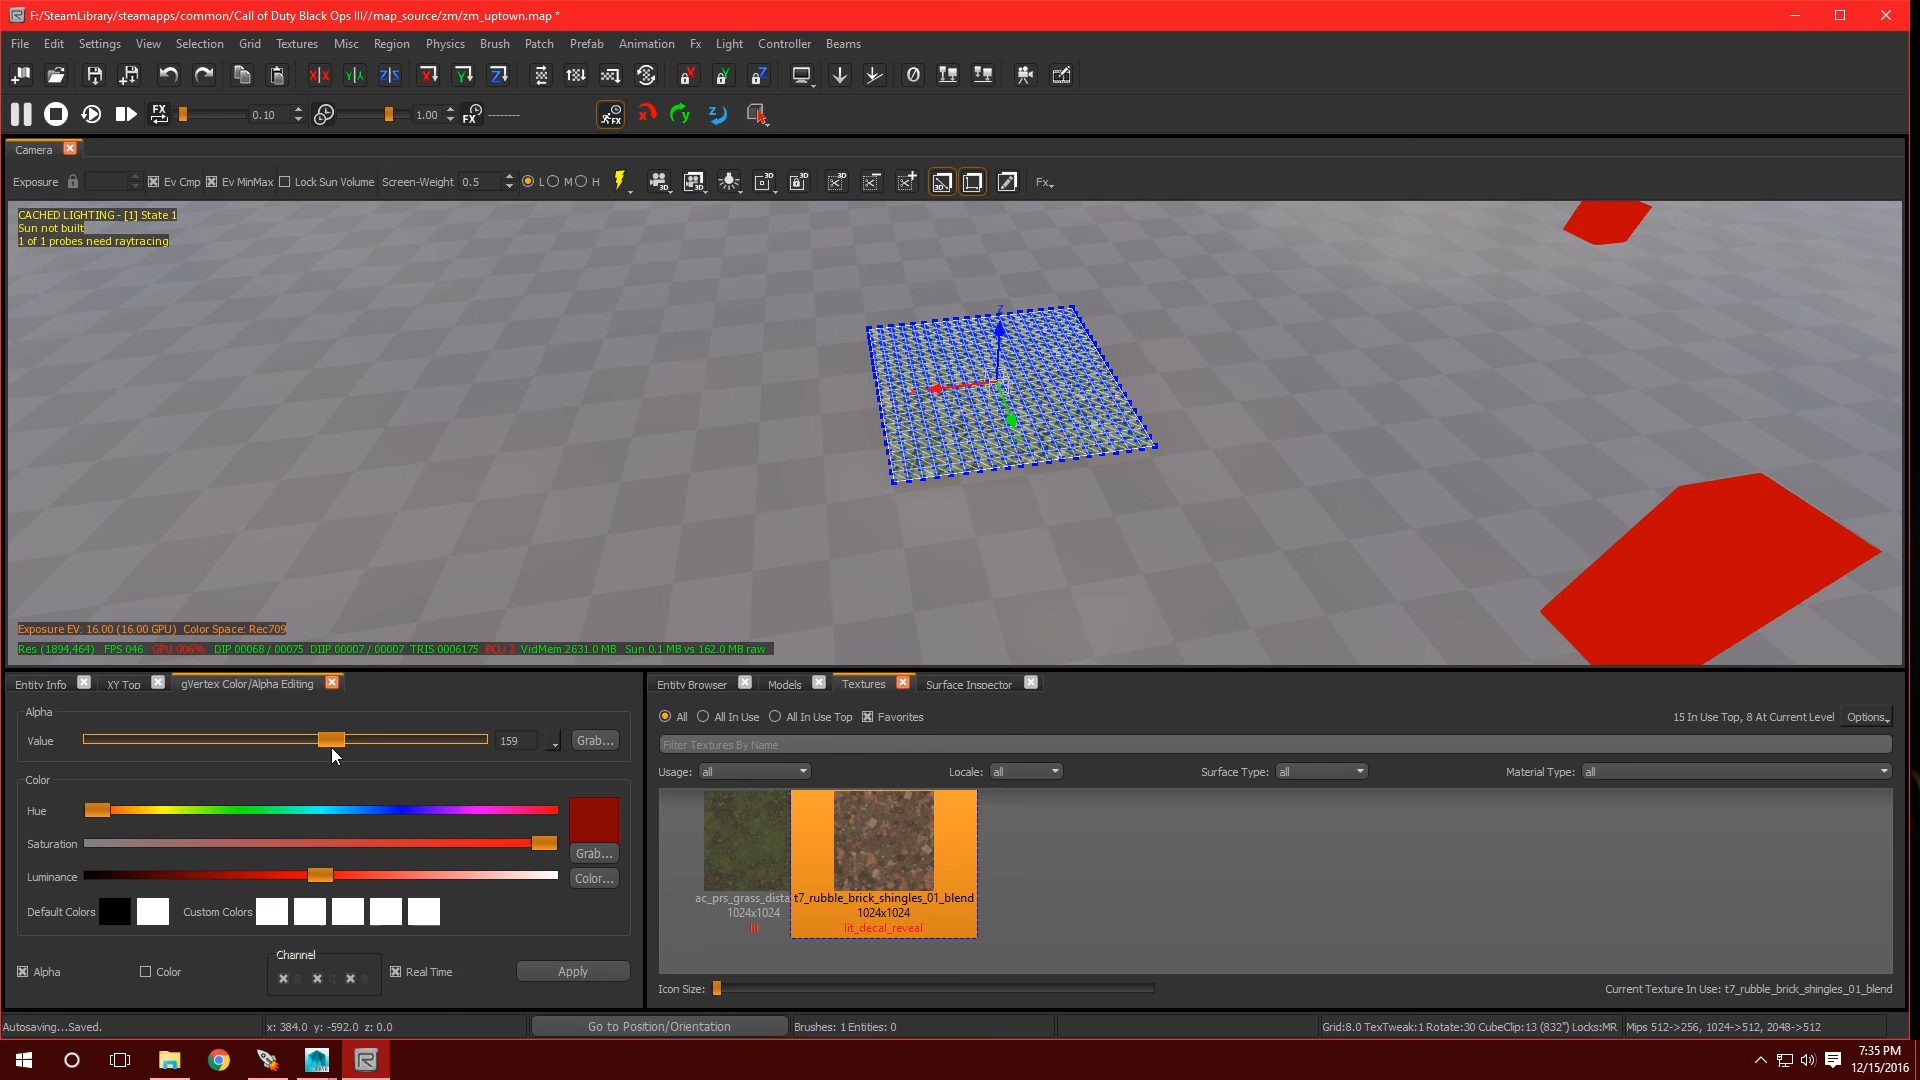 F:/SteamLibrary/steamapps/common/Call of Duty Black Ops III//map_source/zm/zm_uptown.map *
File Edit Settings View Selection Grid Textures Misc Region Physics Brush Patch Prefab Animation Fx Light Controller Beams
FX 0.10 1.00 FX --------
Camera
Exposure Ev Cmp Ev MinMax Lock Sun Volume Screen-Weight 0.5 L M H Fx
CACHED LIGHTING - [1] State 1
Sun not built
1 of 1 probes need raytracing
Z
Exposure EV: 16.00 (16.00 GPU) Color Space: Rec709
Res (1894,464) FPS 046 GPU 006% DIP 00068 / 00075 DIIP 00007 / 00007 TRIS 0006175 ECU 2 VidMem 2631.0 MB Sun 0.1 MB vs 162.0 MB raw
Entity Info XY Top gVertex Color/Alpha Editing
Alpha
Value 159 Grab...
Color
Hue
Saturation Grab...
Luminance Color...
Default Colors Custom Colors
Alpha Color Channel R G B Real Time Apply
Entity Browser Models Textures Surface Inspector
All All In Use All In Use Top Favorites 15 In Use Top, 8 At Current Level Options
Filter Textures By Name
Usage: all Locale: all Surface Type: all Material Type: all
ac_prs_grass_dista
1024x1024
lit
t7_rubble_brick_shingles_01_blend
1024x1024
lit_decal_reveal
Icon Size: Current Texture In Use: t7_rubble_brick_shingles_01_blend
Autosaving...Saved. x: 384.0 y: -592.0 z: 0.0 Go to Position/Orientation Brushes: 1 Entities: 0 Grid:8.0 TexTweak:1 Rotate:30 CubeClip:13 (832") Locks:MR Mips 512->256, 1024->512, 2048->512
7:35 PM
12/15/2016